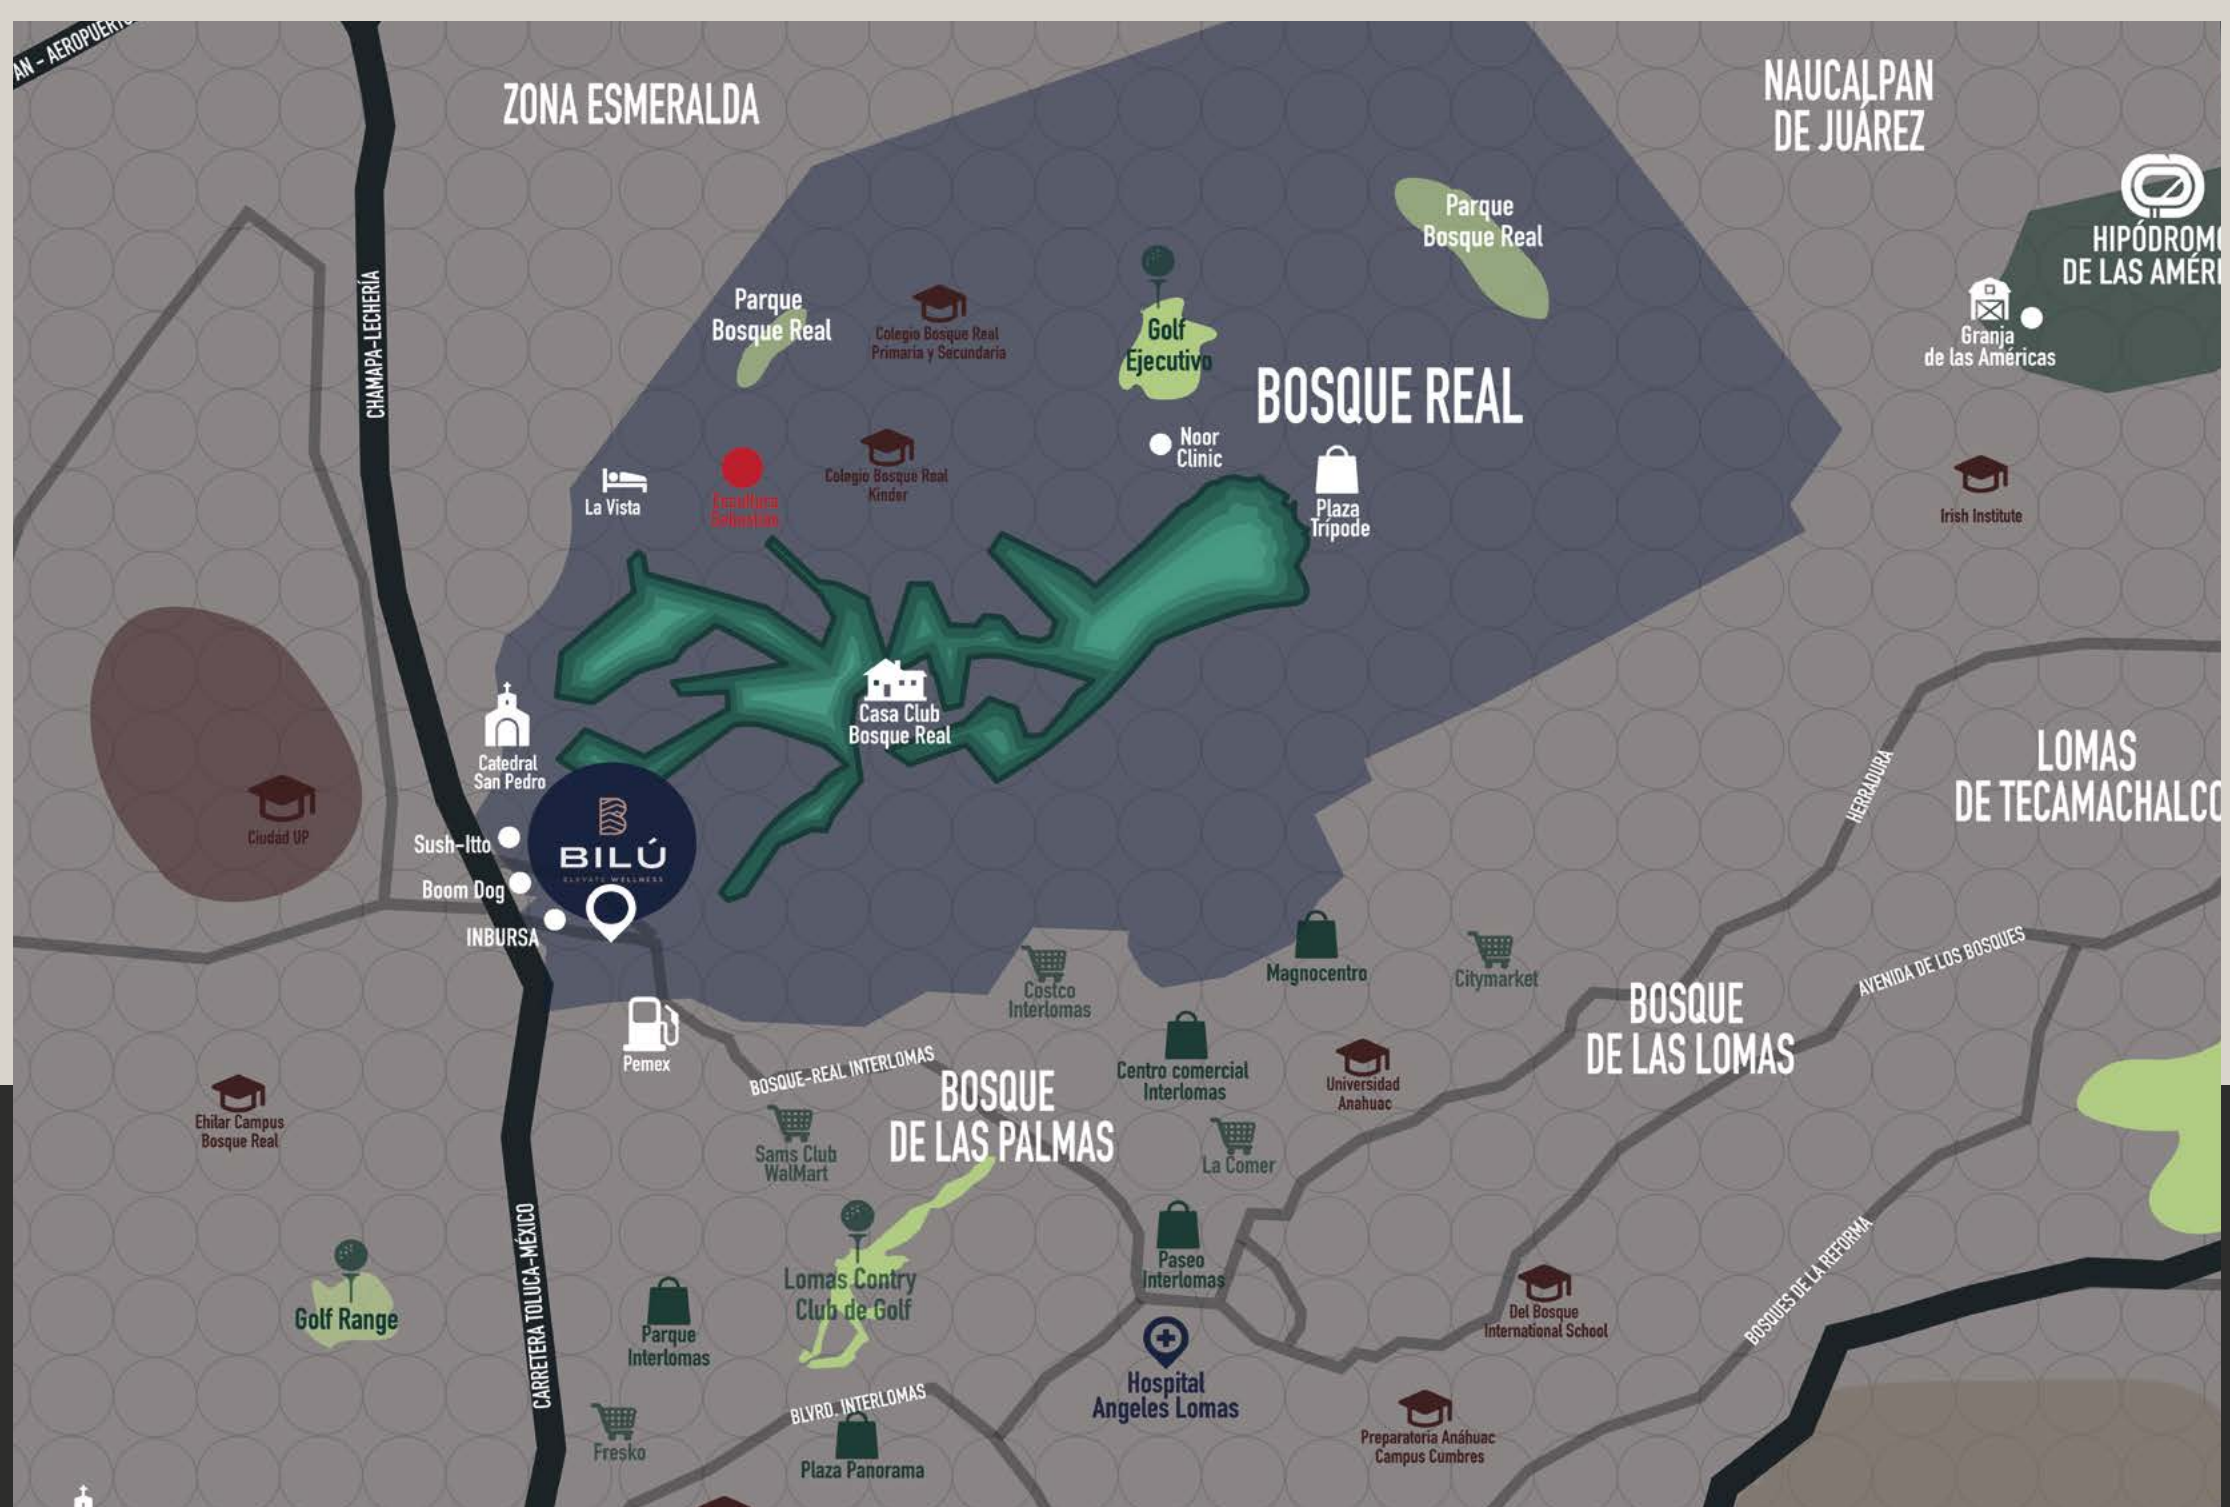 AN - AEROPUERTO
ZONA ESMERALDA
NAUCALPAN
DE JUÁREZ
HIPÓDROMO
DE LAS AMÉRI
Granja
de las Américas
CHAMAPA-LECHERÍA
Parque
Bosque Real
Parque
Bosque Real
Colegio Bosque Real
Primaria y Secundaria
Golf
Ejecutivo
BOSQUE REAL
Noor
Clinic
Plaza
Trípode
La Vista
Escultura
Sebastián
Colegio Bosque Real
Kinder
Irish Institute
Casa Club
Bosque Real
Catedral
San Pedro
Ciudad UP
Sush-Itto
Boom Dog
INBURSA
BILÚ
ELEVATE WELLNESS
HERRADURA
LOMAS
DE TECAMACHALCO
AVENIDA DE LOS BOSQUES
Costco
Interlomas
Magnocentro
Citymarket
BOSQUE
DE LAS LOMAS
Pemex
BOSQUE-REAL INTERLOMAS
BOSQUE
DE LAS PALMAS
Centro comercial
Interlomas
Universidad
Anahuac
Ehilar Campus
Bosque Real
Sams Club
WalMart
La Comer
CARRETERA TOLUCA-MÉXICO
Golf Range
Parque
Interlomas
Lomas Contry
Club de Golf
Paseo
Interlomas
Del Bosque
International School
BOSQUES DE LA REFORMA
Hospital
Angeles Lomas
BLVRD. INTERLOMAS
Fresko
Plaza Panorama
Preparatoria Anáhuac
Campus Cumbres